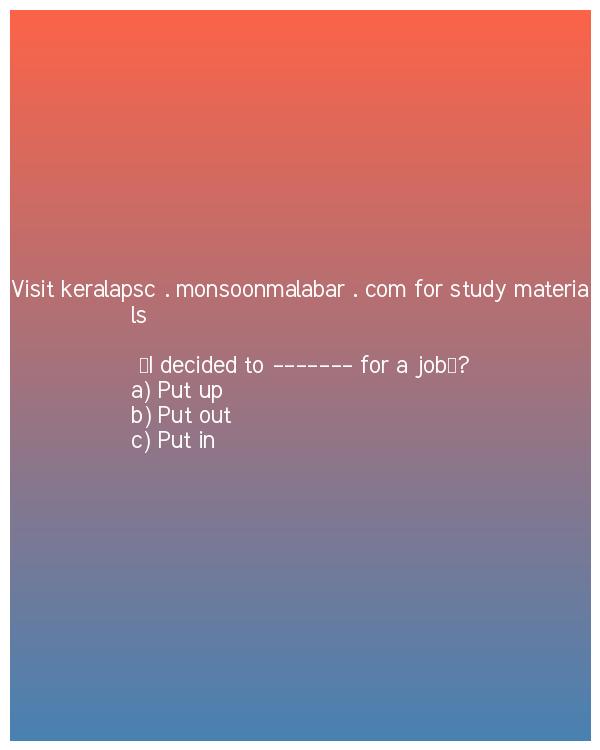 Visit keralapsc . monsoonmalabar . com for study materia
ls
I decided to ------- for a job?
a) Put up
b) Put out
c) Put in